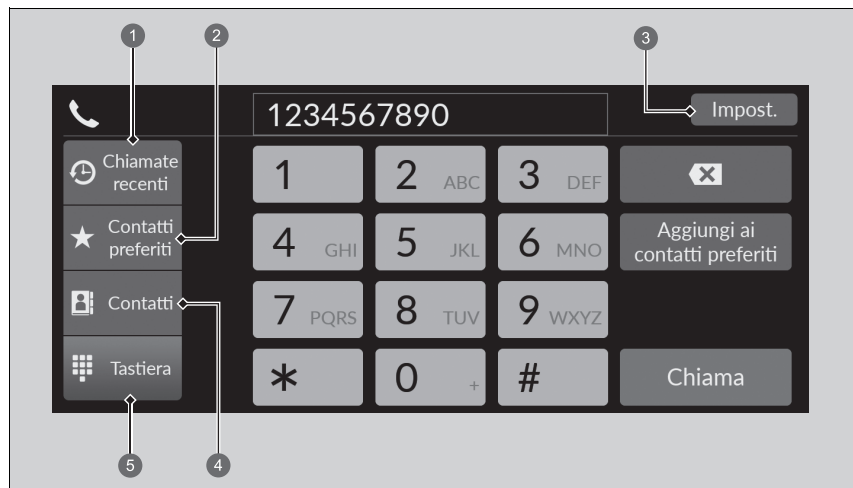 1
2
3
1234567890
Impost.
Chiamate
recenti
Contatti
preferiti
Contatti
Tastiera
1
2 ABC
3 DEF
4 GHI
5 JKL
6 MNO
Aggiungi ai
contatti preferiti
7 PQRS
8 TUV
9 WXYZ
*
0 +
#
Chiama
5
4